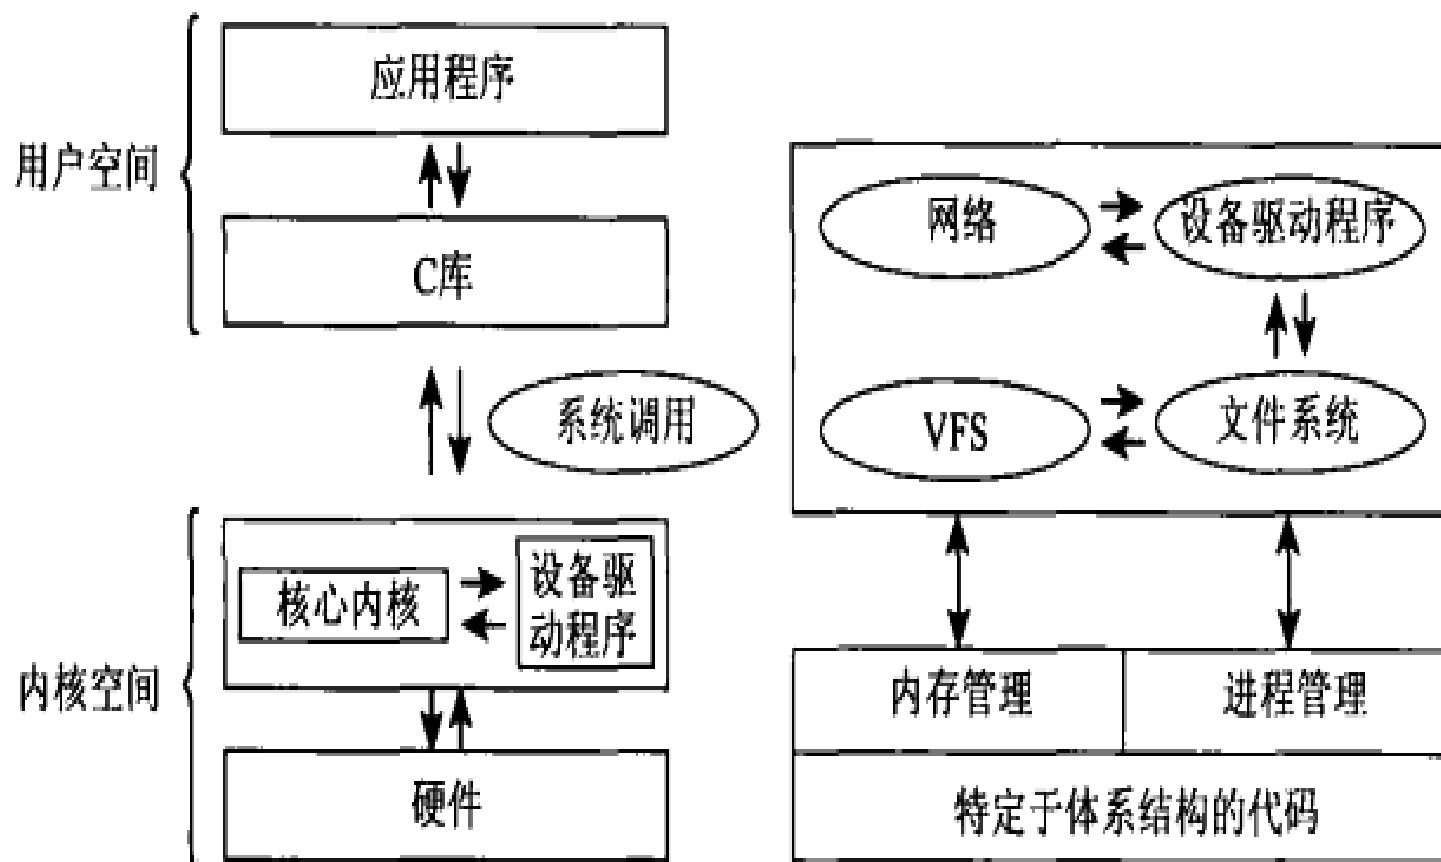 应用程序
用户空间
C库
系统调用
核心内核
设备驱
动程序
内核空间
硬件
网络
设备驱动程序
VFS
文件系统
内存管理
进程管理
特定于体系结构的代码